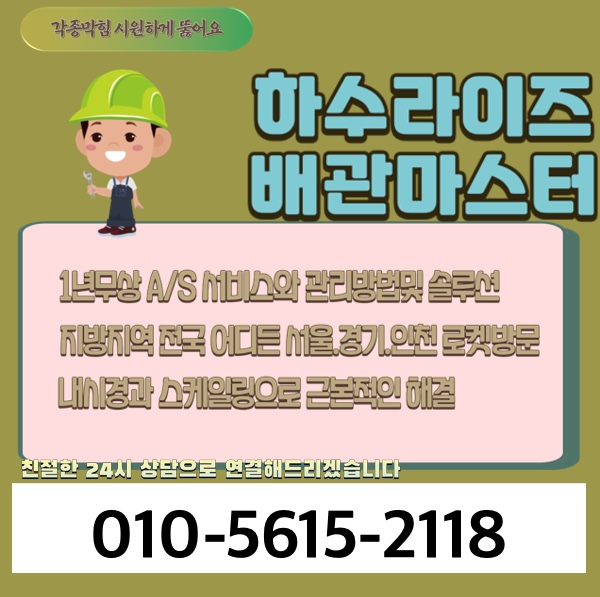 각종막힘 시원하게 뚫어요
하수라이즈
배관마스터
1년무상 A/S 서비스와 관리방법및 솔루션
지방지역 전국 어디든 서울.경기.인천 로켓방문
내시경과 스케일링으로 근본적인 해결
친절한 24시 상담으로 연결해드리겠습니다
010-5615-2118